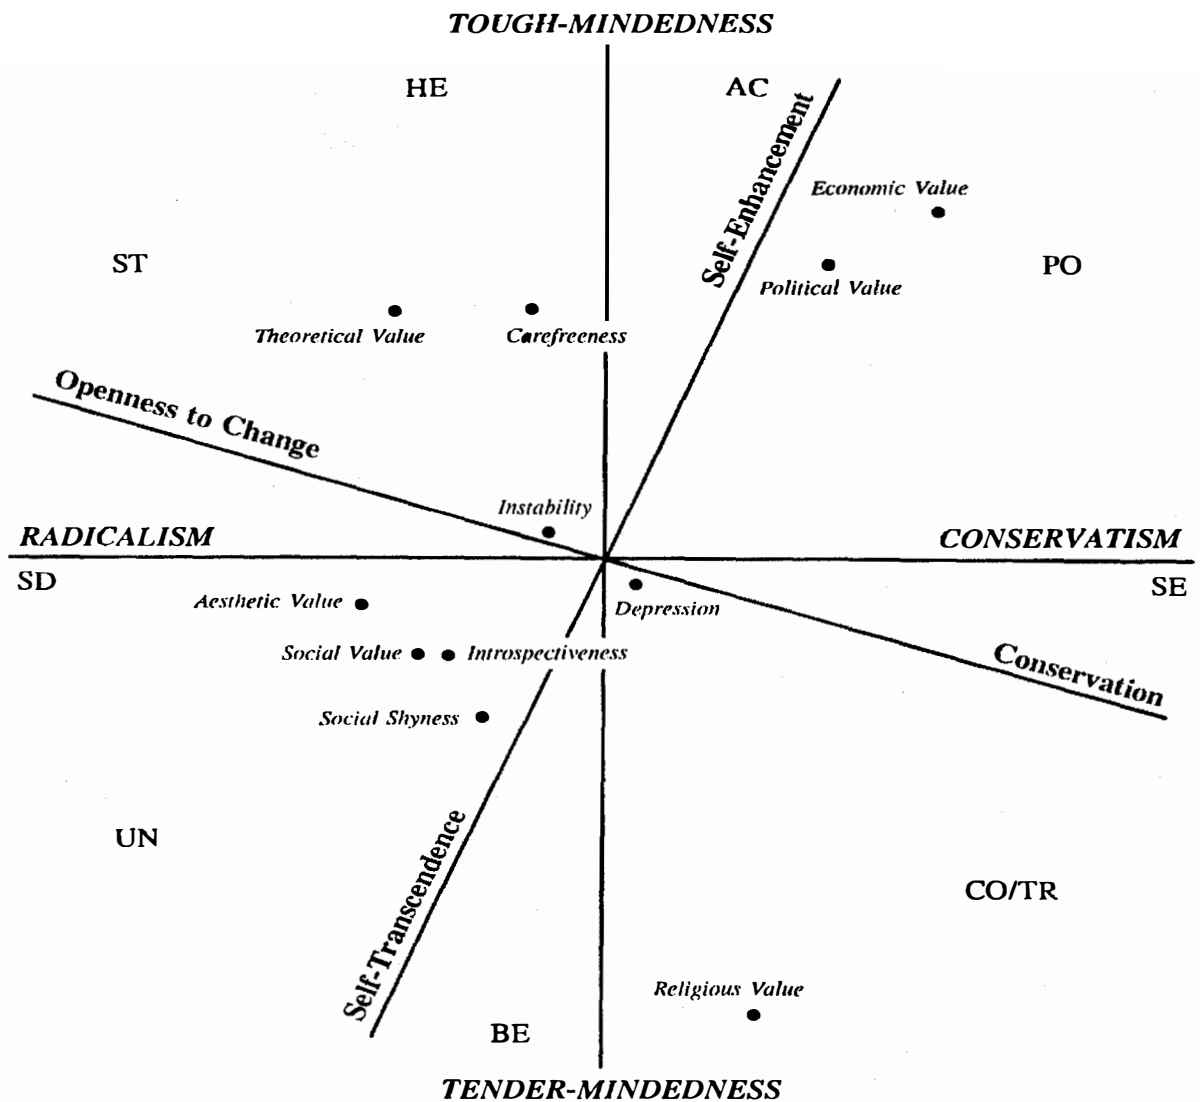 TOUGH-MINDEDNESS
HE
AC
Self-Enhancement
Economic Value
ST
PO
Political Value
Theoretical Value
Carefreeness
Openness to Change
Instability
RADICALISM
CONSERVATISM
SD
SE
Aesthetic Value
Depression
Social Value
Introspectiveness
Conservation
Social Shyness
UN
Self-Transcendence
CO/TR
Religious Value
BE
TENDER-MINDEDNESS